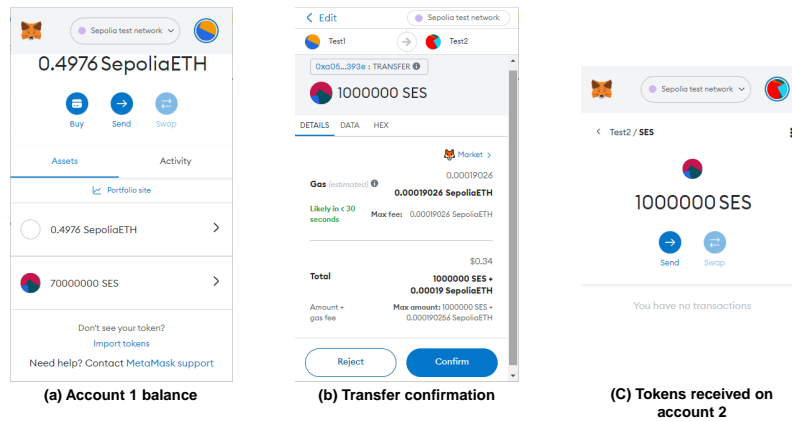 Sepolia test network
0.4976 SepoliaETH
Buy Send Swap
Assets Activity
Portfolio site
0.4976 SepoliaETH
70000000 SES
Don't see your token?
Import tokens
Need help? Contact MetaMask support
(a) Account 1 balance
Edit Sepolia test network
Test1 Test2
0xa05...393e : TRANSFER
1000000 SES
DETAILS DATA HEX
Market >
0.00019026
Gas (estimated) 0.00019026 SepoliaETH
Likely in < 30
seconds Max fee: 0.00019026 SepoliaETH
$0.34
Total 1000000 SES +
0.00019 SepoliaETH
Amount + Max amount: 1000000 SES +
gas fee 0.000190256 SepoliaETH
Reject Confirm
(b) Transfer confirmation
Sepolia test network
Test2 / SES
1000000 SES
Send Swap
You have no transactions
(C) Tokens received on
account 2